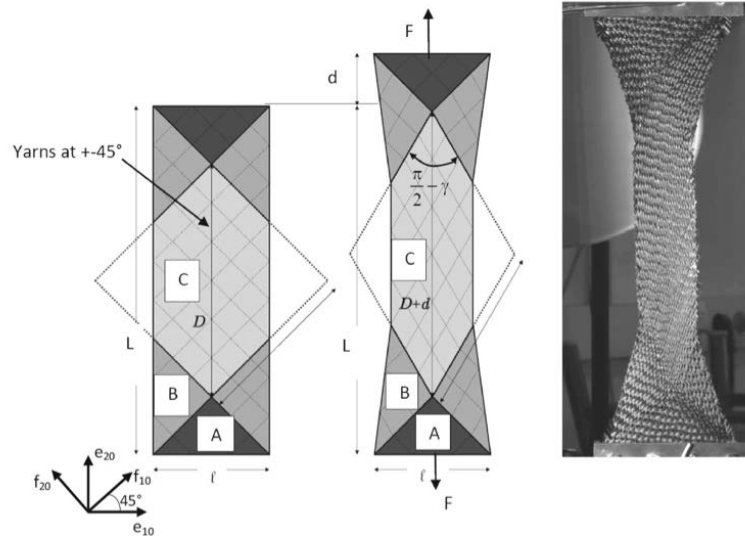 F
d
Yarns at +-45°
π/2 − γ
C
C
D
D+d
L
L
B
B
A
A
ℓ
ℓ
F
e20
f20
f10
45°
e10